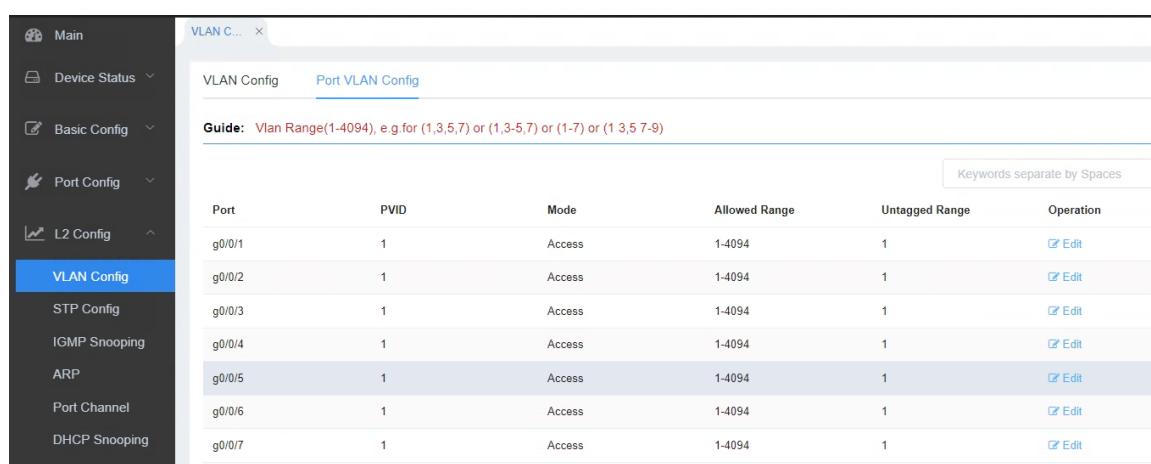 Main
Device Status
Basic Config
Port Config
L2 Config
VLAN Config
STP Config
IGMP Snooping
ARP
Port Channel
DHCP Snooping
VLAN C... ×
VLAN Config Port VLAN Config
Guide: Vlan Range(1-4094), e.g.for (1,3,5,7) or (1,3-5,7) or (1-7) or (1 3,5 7-9)
Keywords separate by Spaces
Port PVID Mode Allowed Range Untagged Range Operation
g0/0/1 1 Access 1-4094 1 Edit
g0/0/2 1 Access 1-4094 1 Edit
g0/0/3 1 Access 1-4094 1 Edit
g0/0/4 1 Access 1-4094 1 Edit
g0/0/5 1 Access 1-4094 1 Edit
g0/0/6 1 Access 1-4094 1 Edit
g0/0/7 1 Access 1-4094 1 Edit